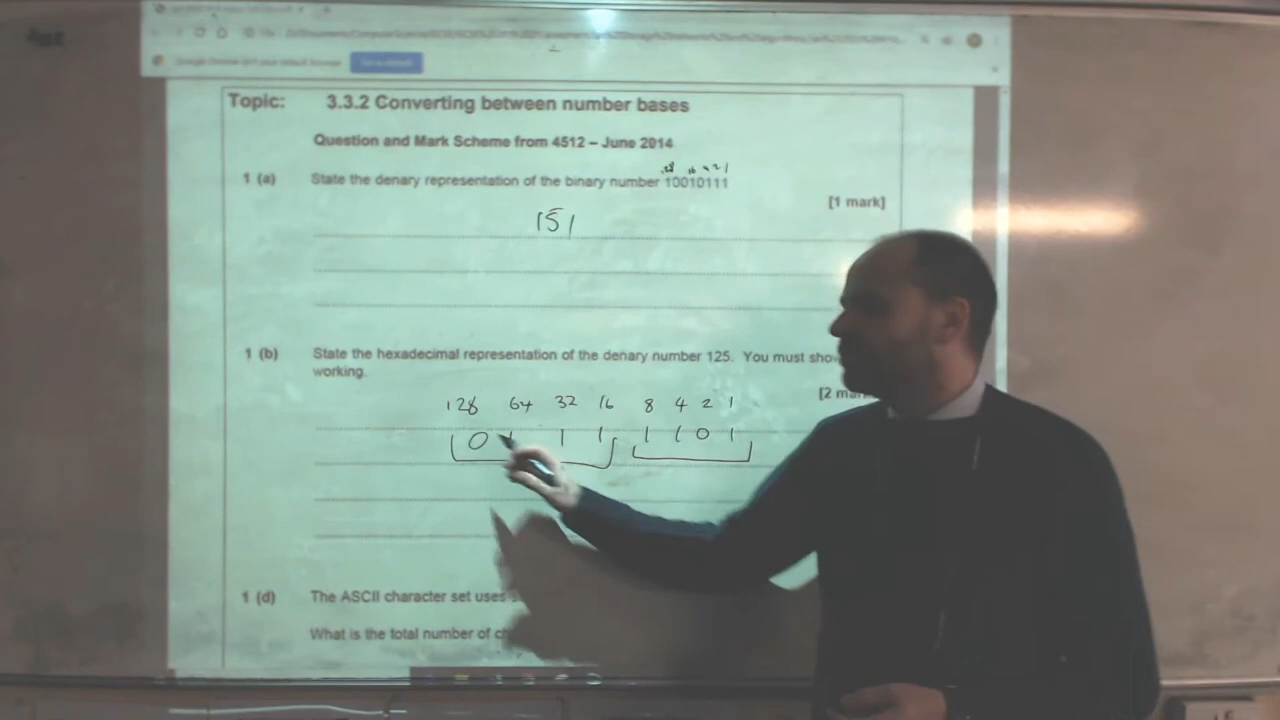 Topic: 3.3.2 Converting between number bases
Question and Mark Scheme from 4512 – June 2014
1 (a) State the denary representation of the binary number 10010111
[1 mark]
151
1 (b) State the hexadecimal representation of the denary number 125. You must
working.
[2
128 64 32 16 8 4 2 1
0 1 1 1 1 1 0 1
1 (d) The ASCII character set uses
What is the total number of